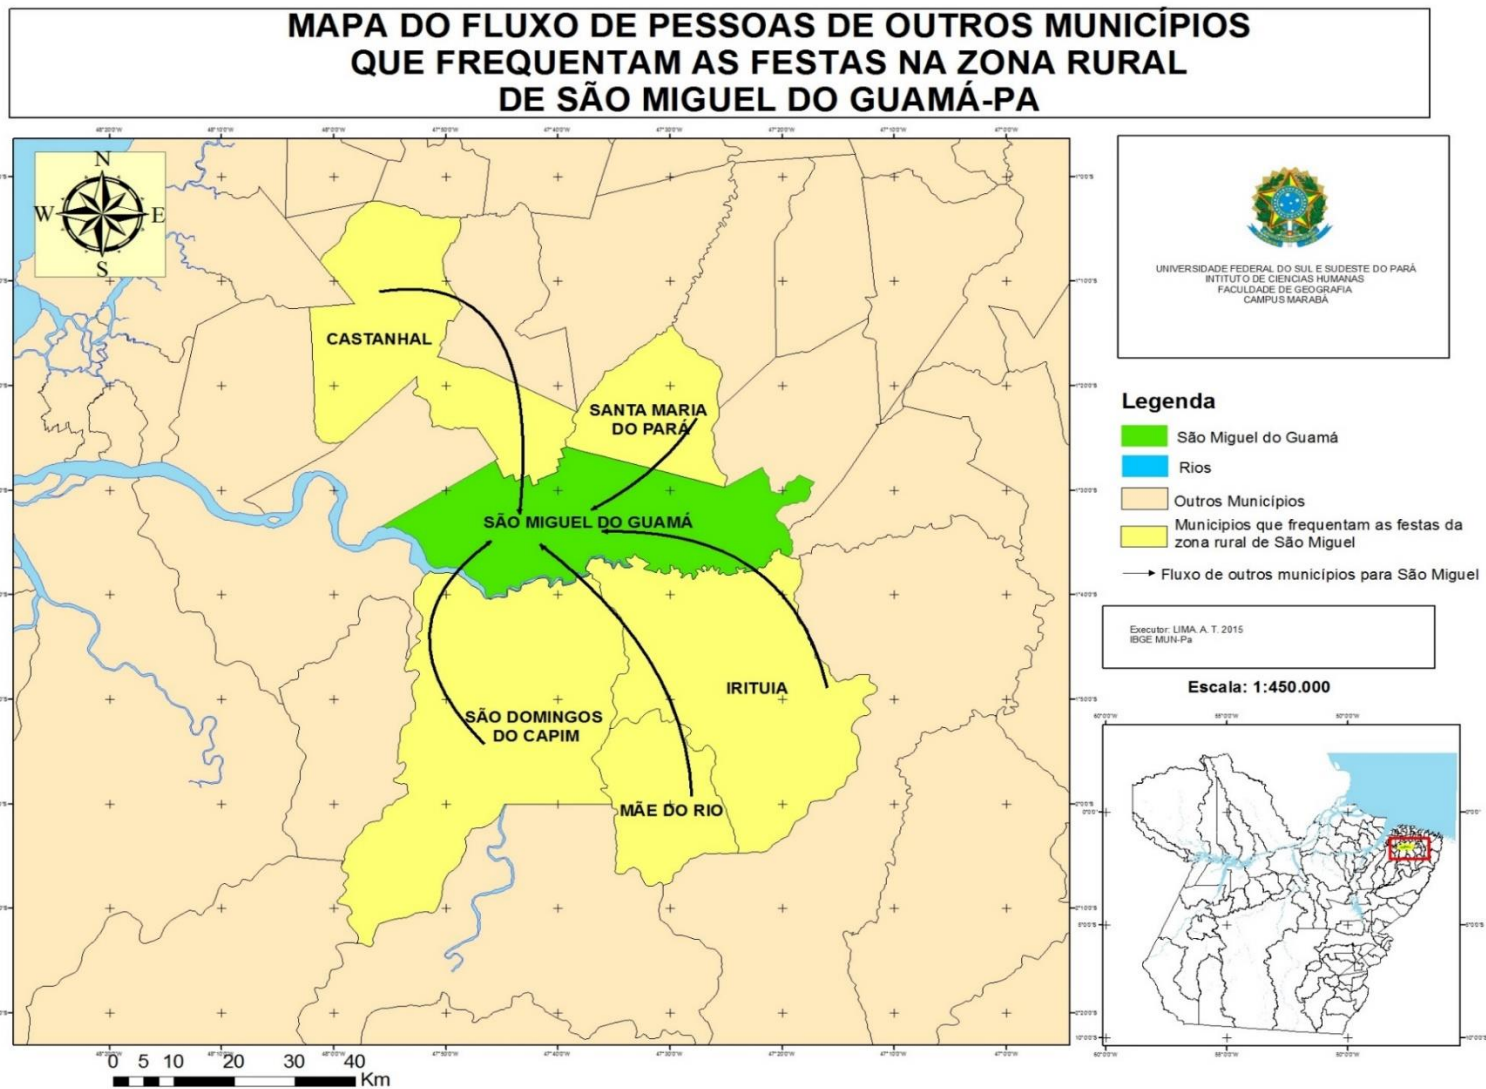 MAPA DO FLUXO DE PESSOAS DE OUTROS MUNICÍPIOS
QUE FREQUENTAM AS FESTAS NA ZONA RURAL
DE SÃO MIGUEL DO GUAMÁ-PA
N
W E
S
CASTANHAL
SANTA MARIA
DO PARÁ
SÃO MIGUEL DO GUAMÁ
IRITUIA
SÃO DOMINGOS
DO CAPIM
MÃE DO RIO
0 5 10 20 30 40
Km
UNIVERSIDADE FEDERAL DO SUL E SUDESTE DO PARÁ
INTITUTO DE CIENCIAS HUMANAS
FACULDADE DE GEOGRAFIA
CAMPUS MARABÁ
Legenda
São Miguel do Guamá
Rios
Outros Municípios
Municipios que frequentam as festas da
zona rural de São Miguel
Fluxo de outros municípios para São Miguel
Executor: LIMA. A. T. 2015
IBGE MUN-Pa
Escala: 1:450.000